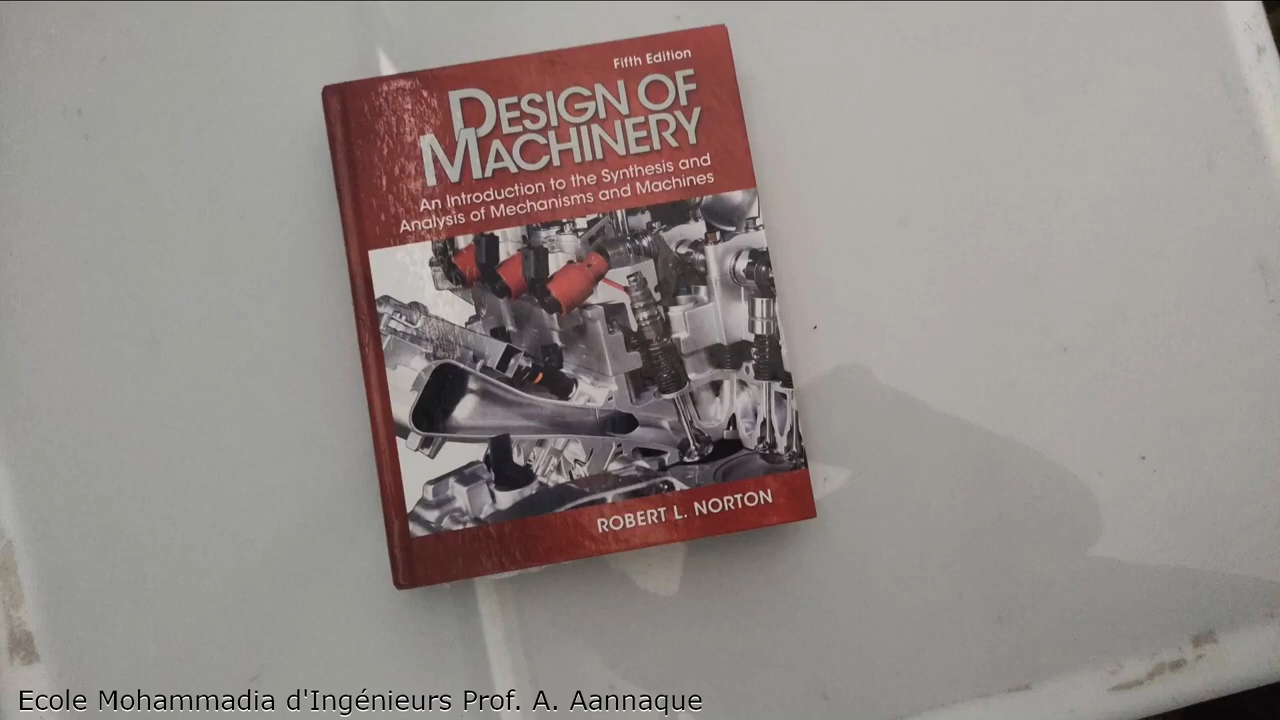 Fifth Edition
DESIGN OF
MACHINERY
An Introduction to the Synthesis and
Analysis of Mechanisms and Machines
ROBERT L. NORTON
Ecole Mohammadia d'Ingénieurs Prof. A. Aannaque